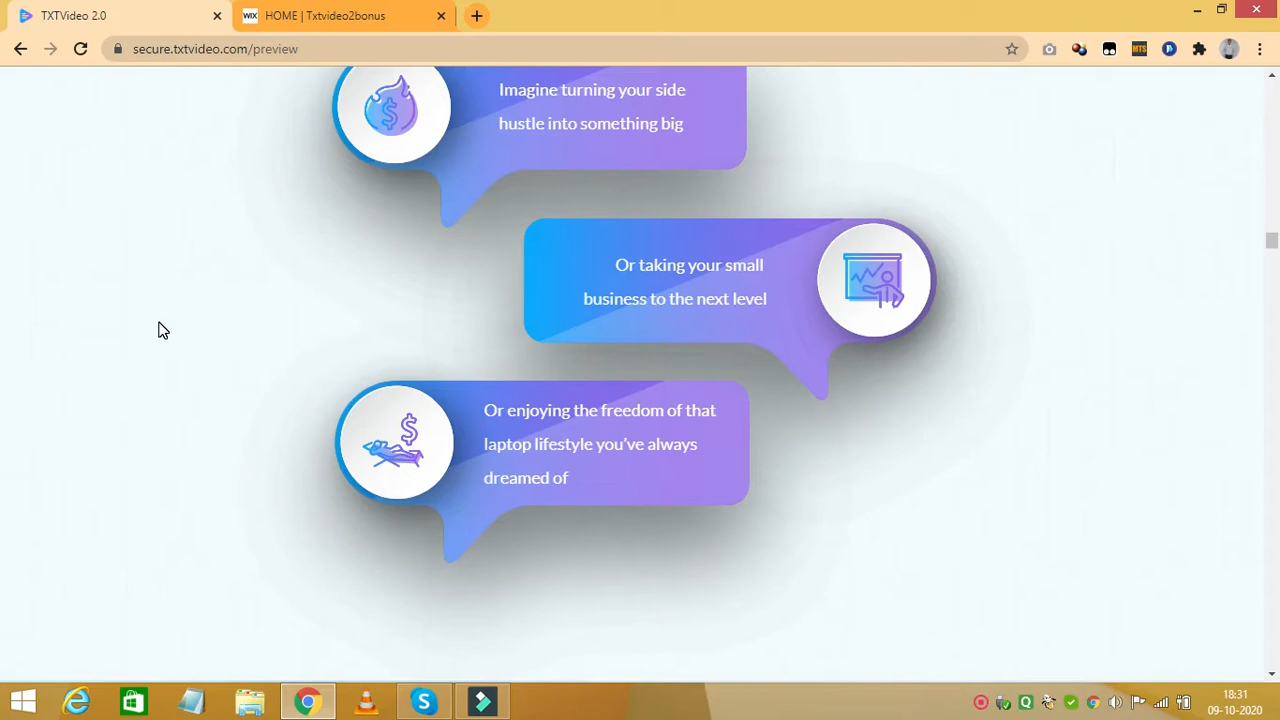 TXTVideo 2.0
WIX HOME | Txtvideo2bonus
secure.txtvideo.com/preview
MTS
Imagine turning your side
hustle into something big
Or taking your small
business to the next level
Or enjoying the freedom of that
laptop lifestyle you've always
dreamed of
18:31
09-10-2020